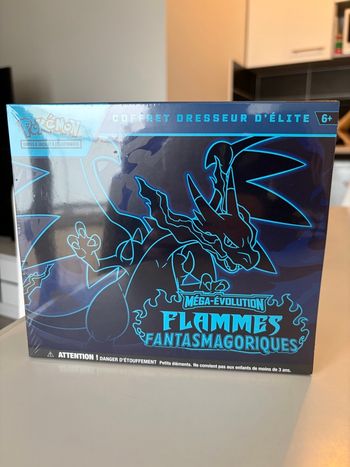 COFFRET DRESSEUR D'ÉLITE 6+
POKÉMON
MÉGA-ÉVOLUTION
FLAMMES
FANTASMAGORIQUES
ATTENTION ! DANGER D'ÉTOUFFEMENT Petits éléments. Ne convient pas aux enfants de moins de 3 ans.